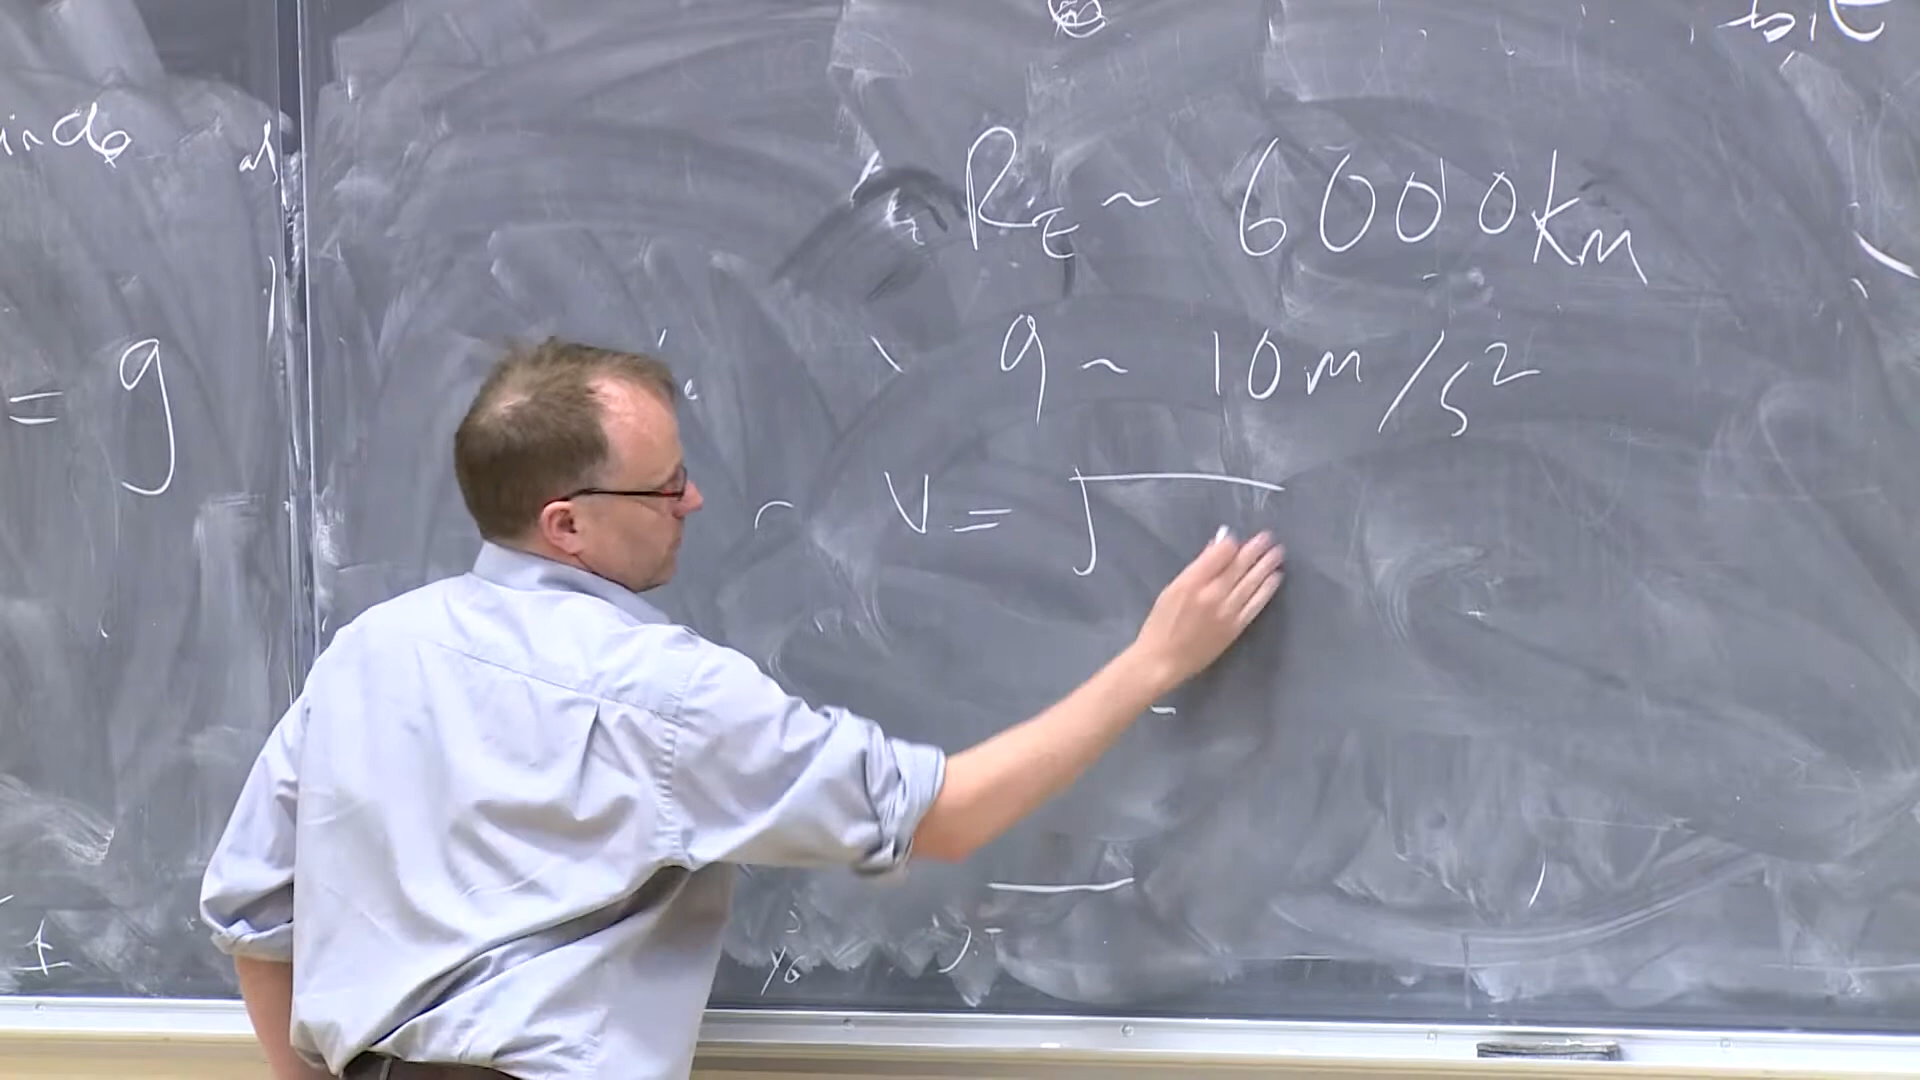 = g
R_E ~ 6000 km
g ~ 10 m/s²
v = √